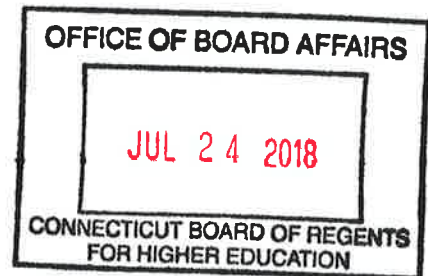 OFFICE OF BOARD AFFAIRS
JUL 24 2018
CONNECTICUT BOARD OF REGENTS
FOR HIGHER EDUCATION